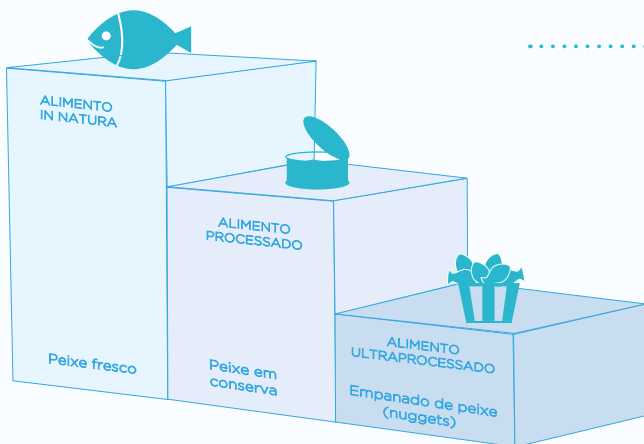 ALIMENTO
IN NATURA
Peixe fresco
ALIMENTO
PROCESSADO
Peixe em
conserva
ALIMENTO
ULTRAPROCESSADO
Empanado de peixe
(nuggets)